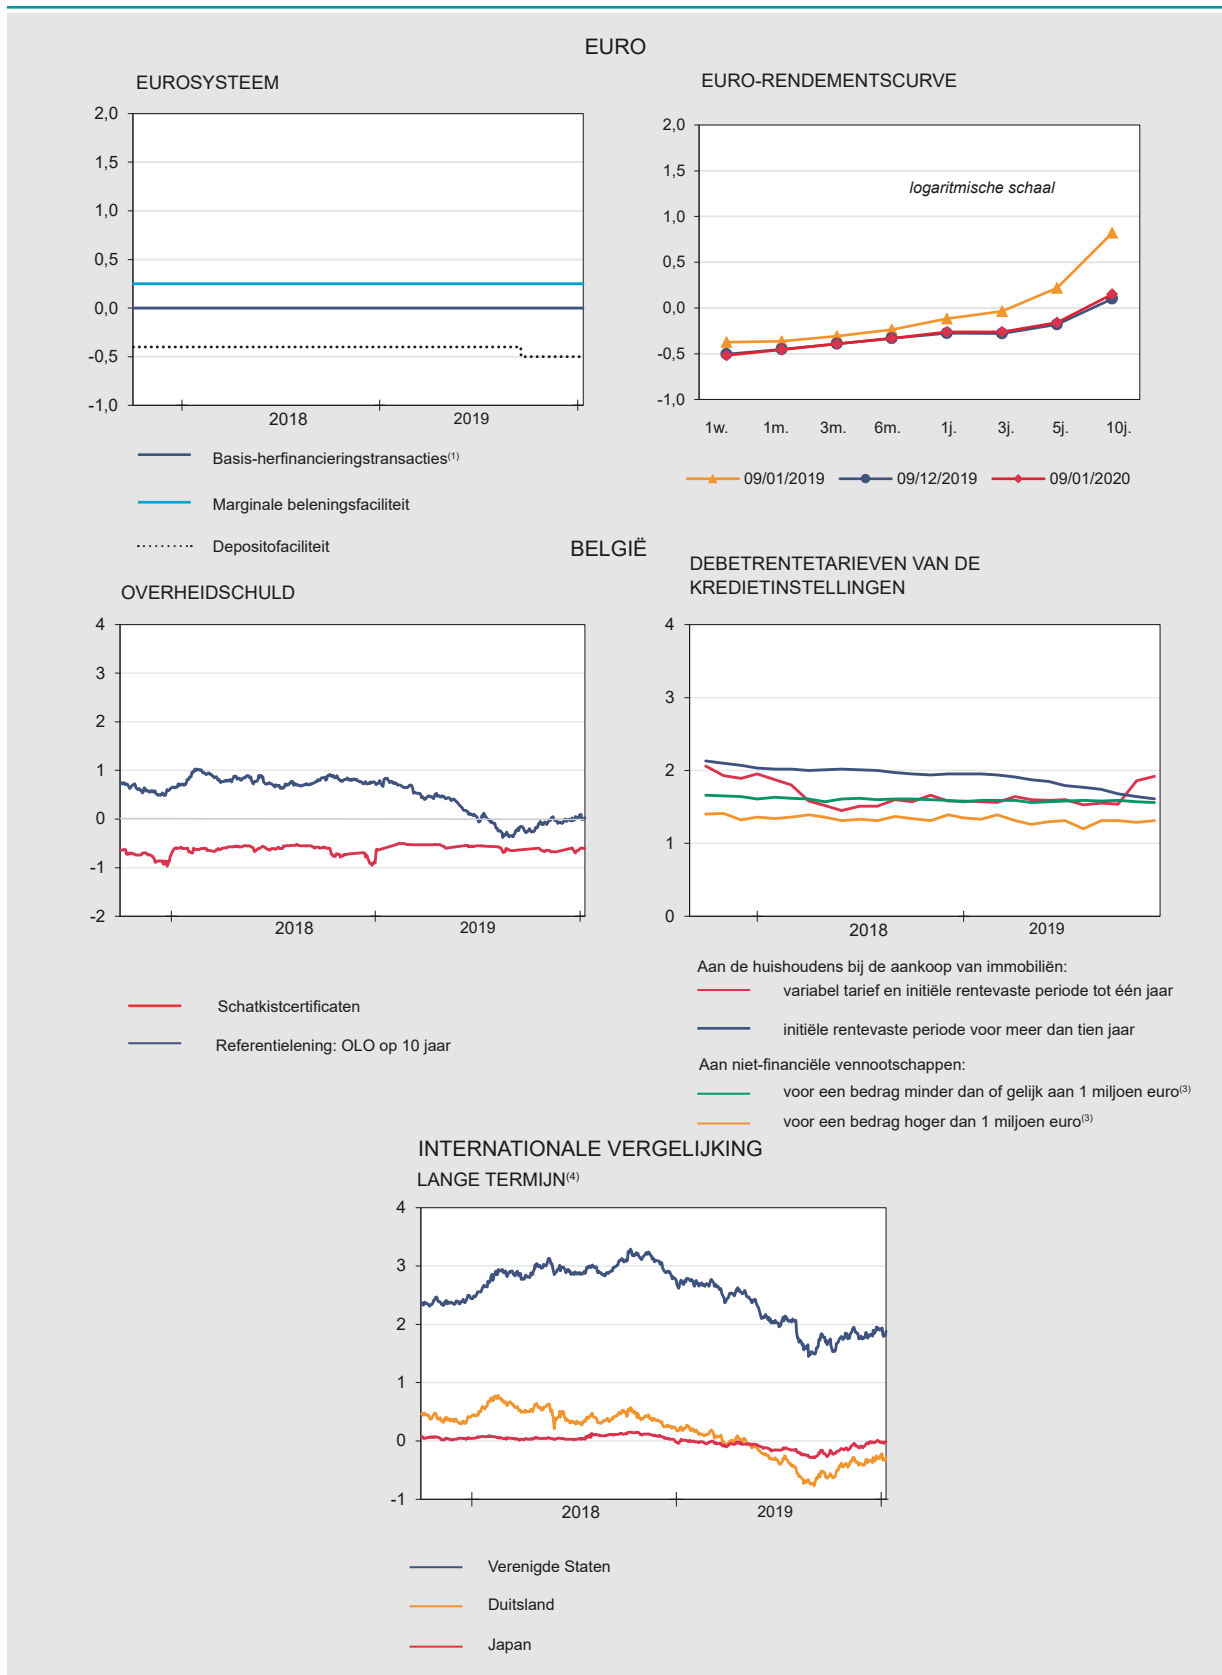 EURO
EUROSYSTEEM
2,0
1,5
1,0
0,5
0,0
-0,5
-1,0
2018
2019
Basis-herfinancieringstransacties(1)
Marginale beleningsfaciliteit
Depositofaciliteit
EURO-RENDEMENTSCURVE
2,0
1,5
1,0
0,5
0,0
-0,5
-1,0
logaritmische schaal
1w. 1m. 3m. 6m. 1j. 3j. 5j. 10j.
09/01/2019 09/12/2019 09/01/2020
BELGIË
OVERHEIDSCHULD
4
3
2
1
0
-1
-2
2018
2019
Schatkistcertificaten
Referentielening: OLO op 10 jaar
DEBETRENTETARIEVEN VAN DE
KREDIETINSTELLINGEN
4
3
2
1
0
2018
2019
Aan de huishoudens bij de aankoop van immobiliën:
variabel tarief en initiële rentevaste periode tot één jaar
initiële rentevaste periode voor meer dan tien jaar
Aan niet-financiële vennootschappen:
voor een bedrag minder dan of gelijk aan 1 miljoen euro(3)
voor een bedrag hoger dan 1 miljoen euro(3)
INTERNATIONALE VERGELIJKING
LANGE TERMIJN(4)
4
3
2
1
0
-1
2018
2019
Verenigde Staten
Duitsland
Japan